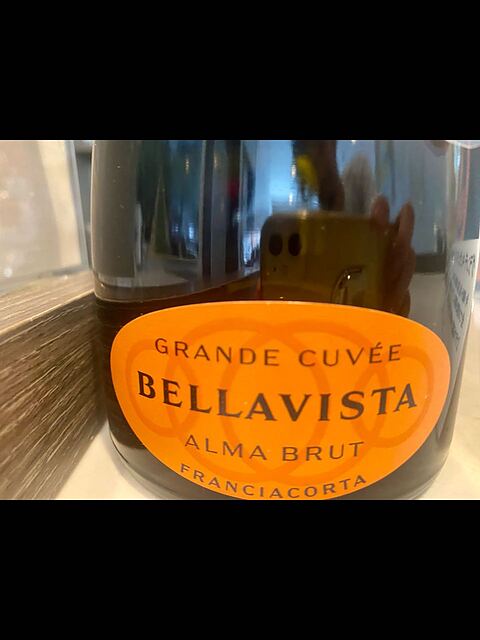 GRANDE CUVÉE
BELLAVISTA
ALMA BRUT
FRANCIACORTA